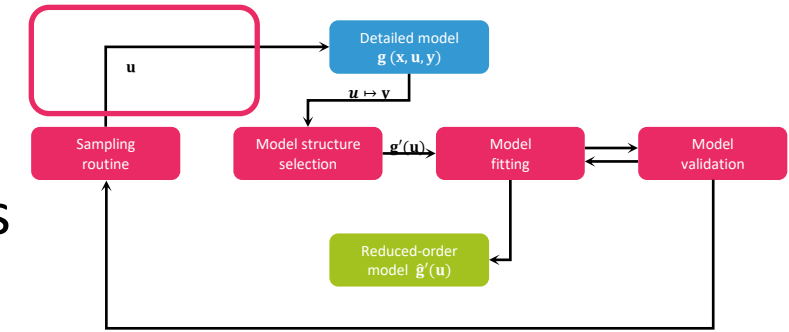 Detailed model
g (x, u, y)
u
u ↦ y
Sampling
routine
Model structure
selection
g′(u)
Model
fitting
Model
validation
s
Reduced-order
model ĝ′(u)